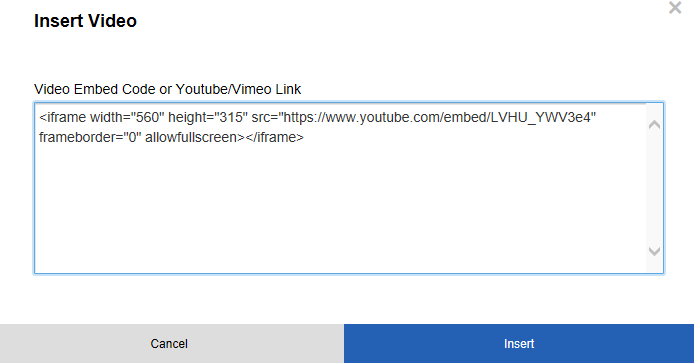 Insert Video
Video Embed Code or Youtube/Vimeo Link
<iframe width="560" height="315" src="https://www.youtube.com/embed/LVHU_YWV3e4"
frameborder="0" allowfullscreen></iframe>
Cancel
Insert